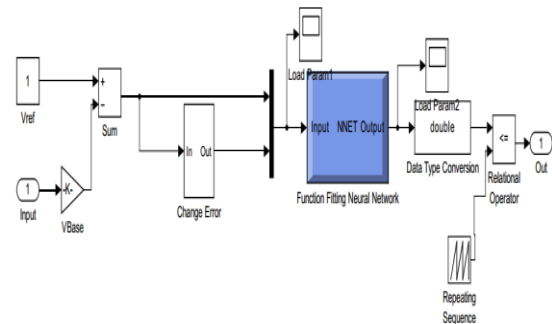 1
Vref
+
−
Sum
1
Input
-K-
VBase
In Out
Change Error
Load Param1
Input NNET Output
Function Fitting Neural Network
Load Param2
double
Data Type Conversion
<=
Relational
Operator
1
Out
Repeating
Sequence